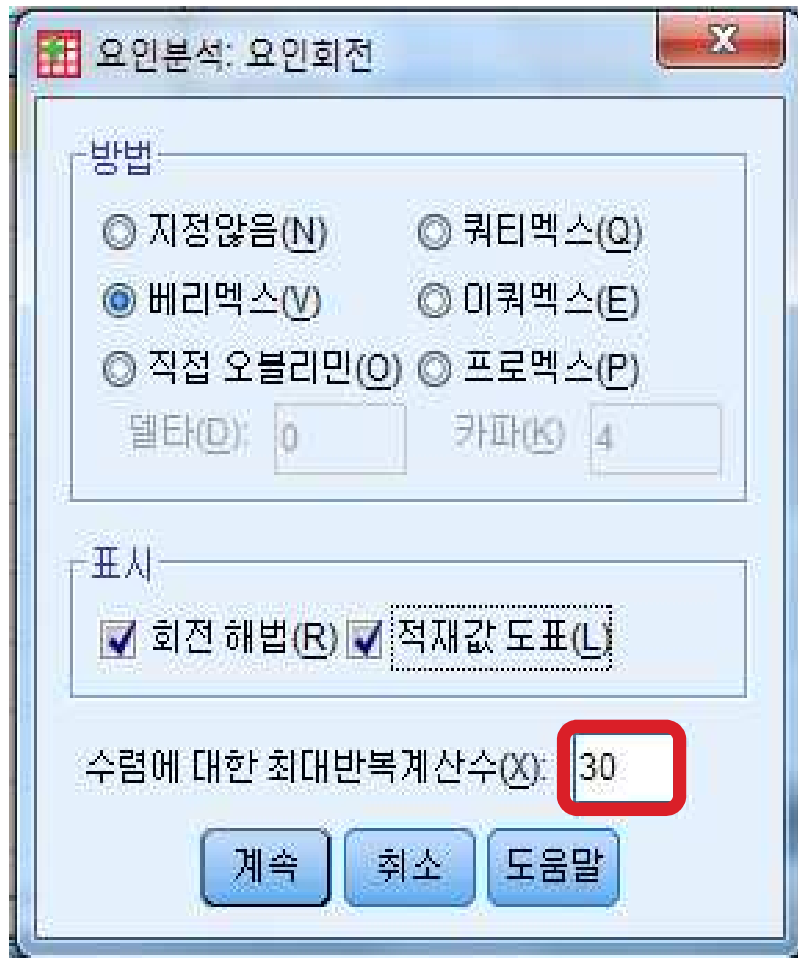 요인분석: 요인회전
방법
지정않음(N) 쿼티멕스(Q)
베리멕스(V) 이쿼멕스(E)
직접 오블리민(O) 프로멕스(P)
델타(D): 0 카파(K) 4
표시
회전 해법(R) 적재값 도표(L)
수렴에 대한 최대반복계산수(X): 30
계속 취소 도움말